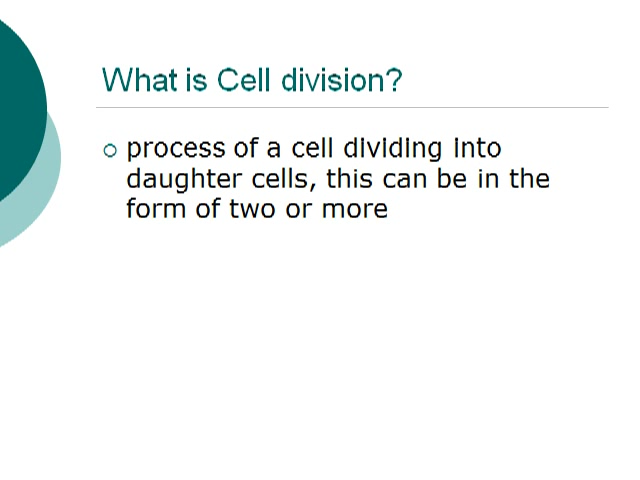 What is Cell division?
process of a cell dividing into
daughter cells, this can be in the
form of two or more